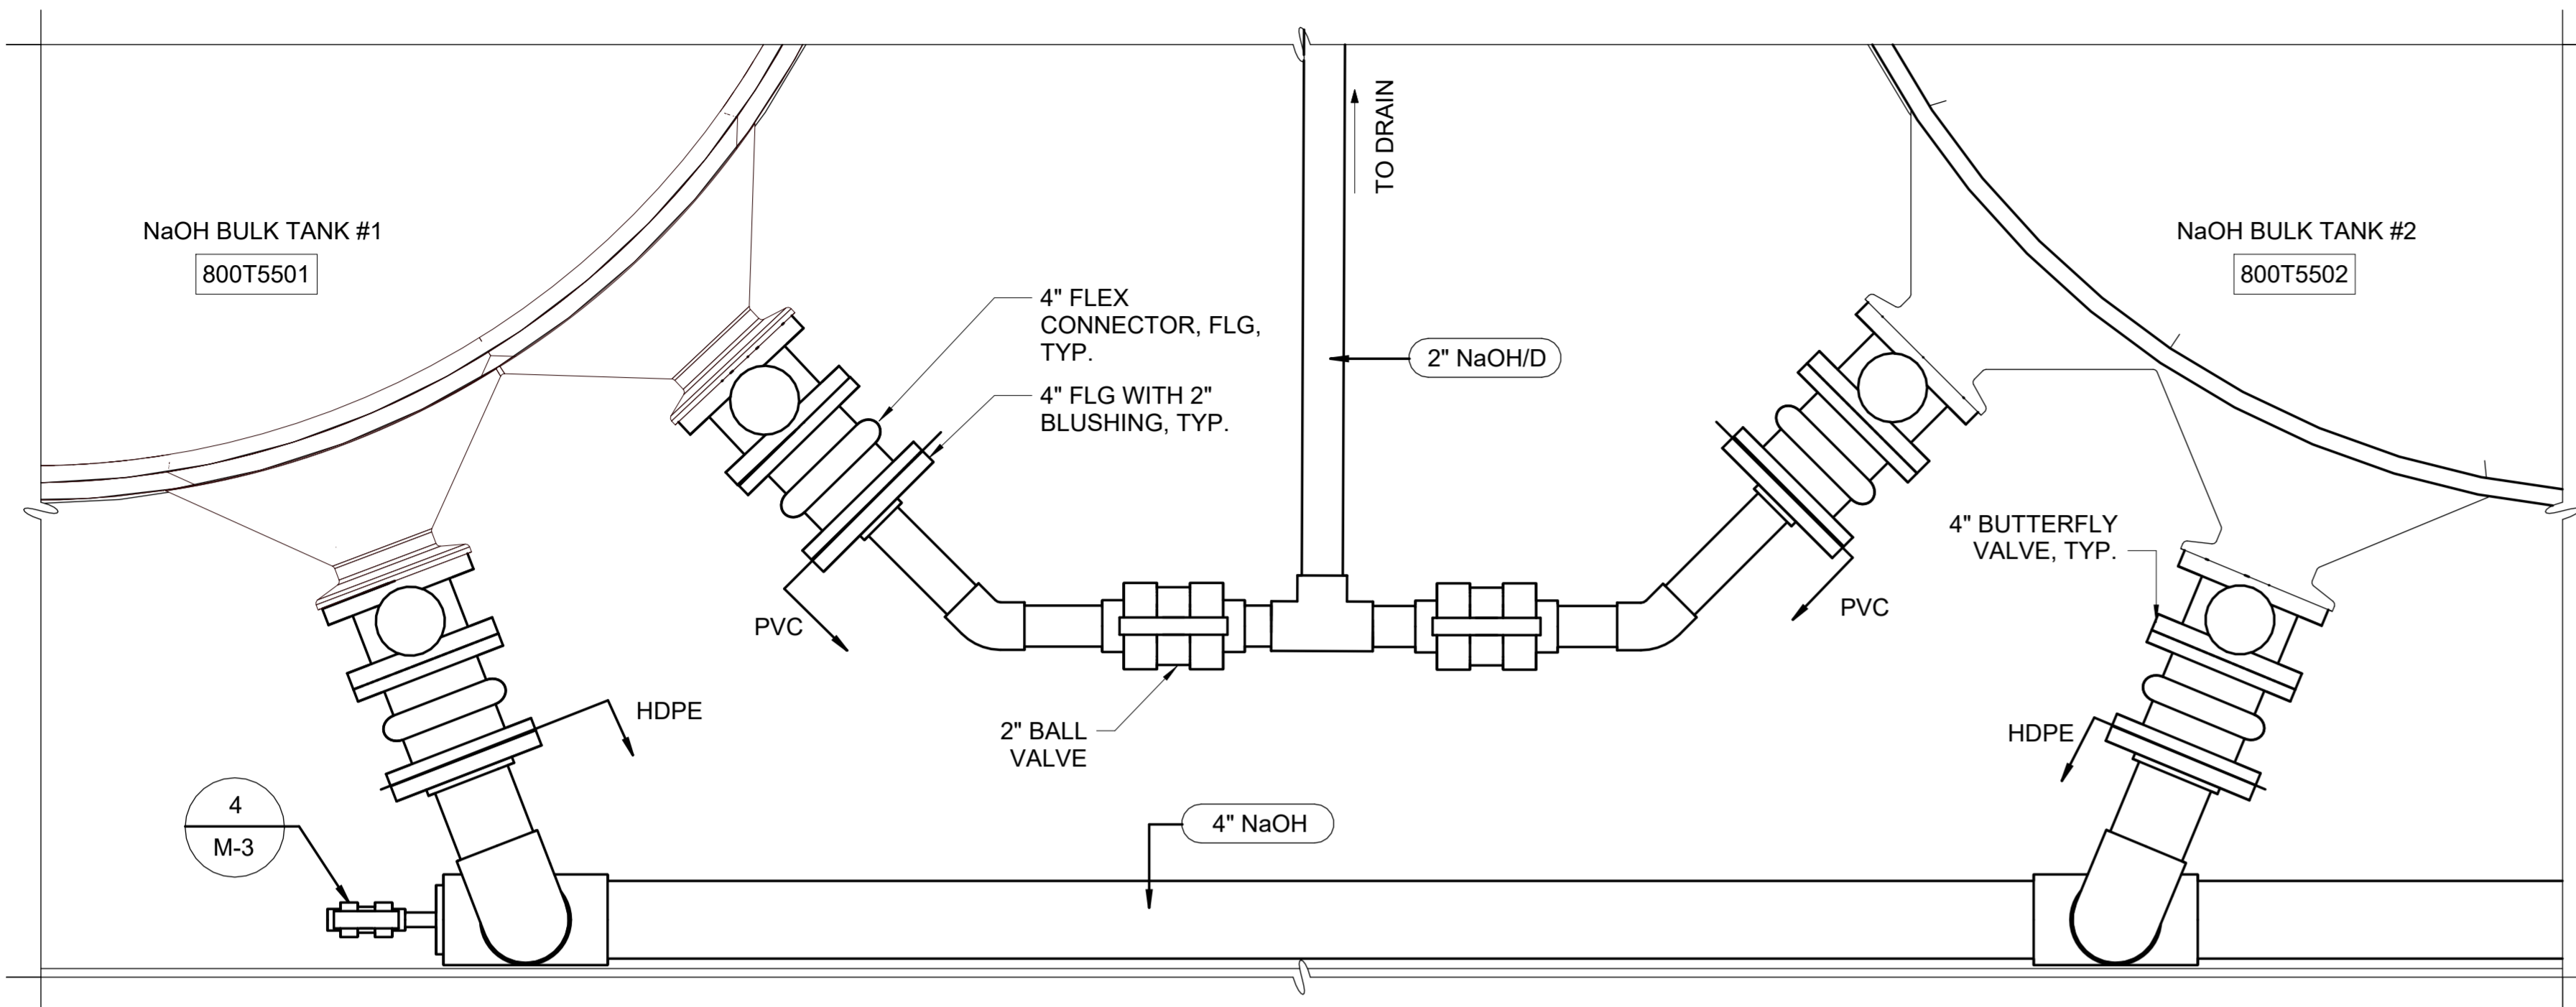 TO DRAIN
NaOH BULK TANK #1
800T5501
NaOH BULK TANK #2
800T5502
4" FLEX
CONNECTOR, FLG,
TYP.
2" NaOH/D
4" FLG WITH 2"
BLUSHING, TYP.
4" BUTTERFLY
VALVE, TYP.
PVC
PVC
HDPE
2" BALL
VALVE
HDPE
4
M-3
4" NaOH